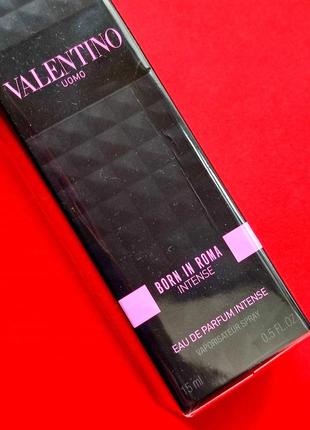 VALENTINO
UOMO
BORN IN ROMA
INTENSE
EAU DE PARFUM INTENSE
VAPORISATEUR SPRAY
15 ml 0.5 FL.OZ